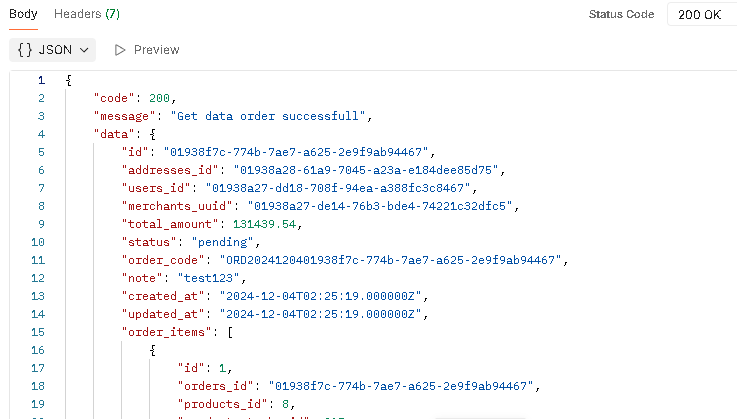 Body Headers (7) Status Code 200 OK
{} JSON Preview
1 {
2 "code": 200,
3 "message": "Get data order successfull",
4 "data": {
5 "id": "01938f7c-774b-7ae7-a625-2e9f9ab94467",
6 "addresses_id": "01938a28-61a9-7045-a23a-e184dee85d75",
7 "users_id": "01938a27-dd18-708f-94ea-a388fc3c8467",
8 "merchants_uuid": "01938a27-de14-76b3-bde4-74221c32dfc5",
9 "total_amount": 131439.54,
10 "status": "pending",
11 "order_code": "ORD2024120401938f7c-774b-7ae7-a625-2e9f9ab94467",
12 "note": "test123",
13 "created_at": "2024-12-04T02:25:19.000000Z",
14 "updated_at": "2024-12-04T02:25:19.000000Z",
15 "order_items": [
16 {
17 "id": 1,
18 "orders_id": "01938f7c-774b-7ae7-a625-2e9f9ab94467",
19 "products_id": 8,